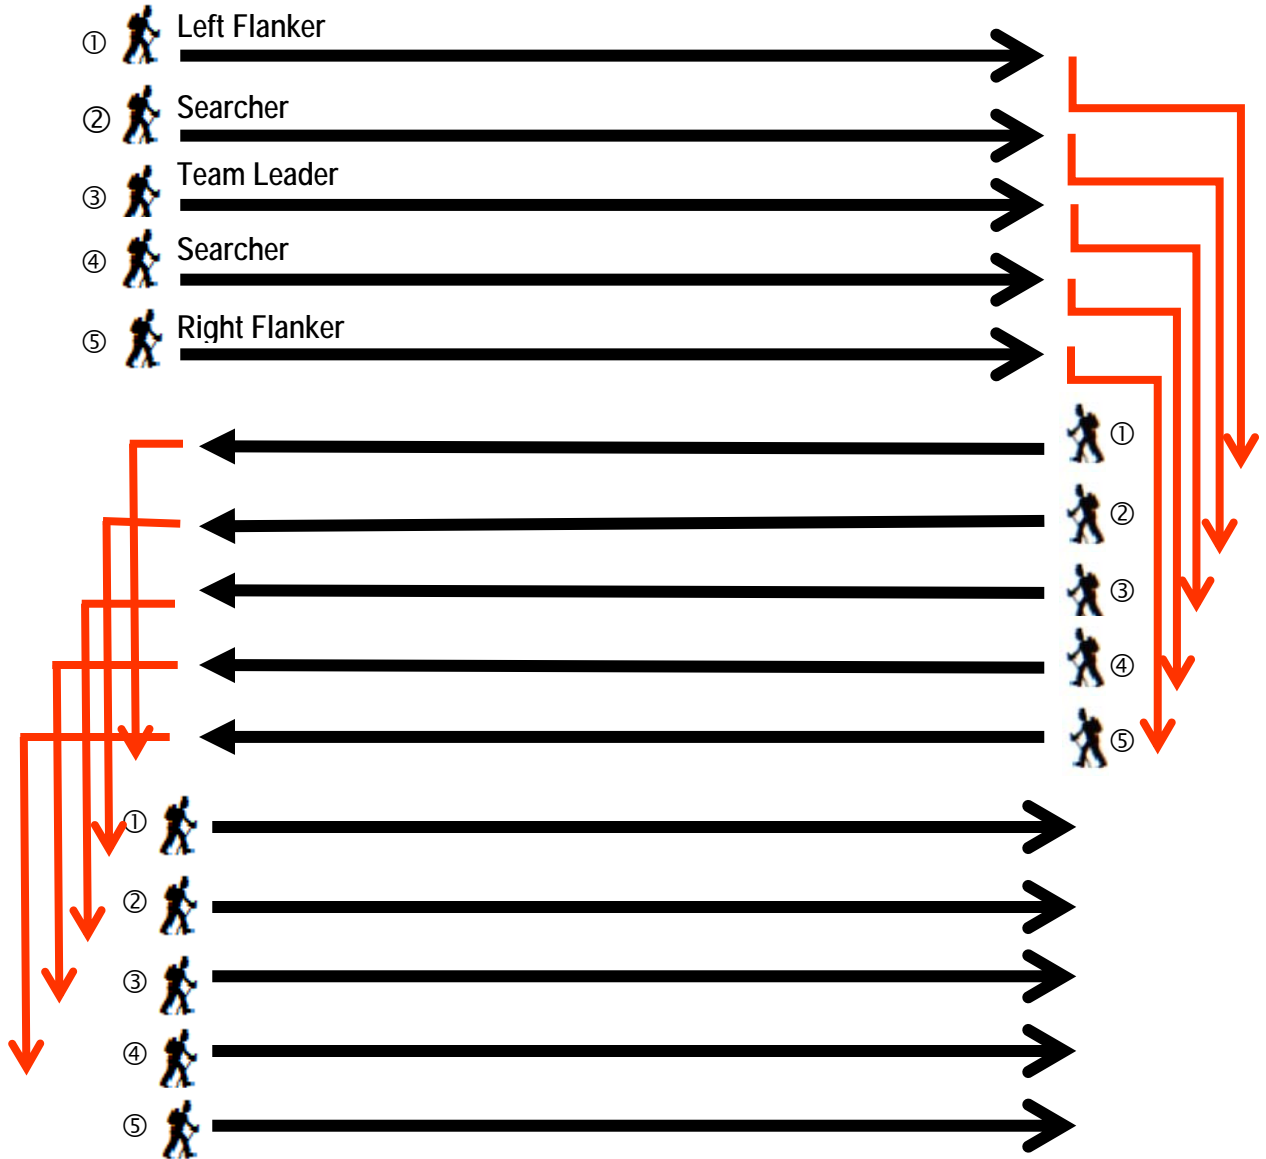 ① Left Flanker
② Searcher
③ Team Leader
④ Searcher
⑤ Right Flanker
①
②
③
④
⑤
①
②
③
④
⑤